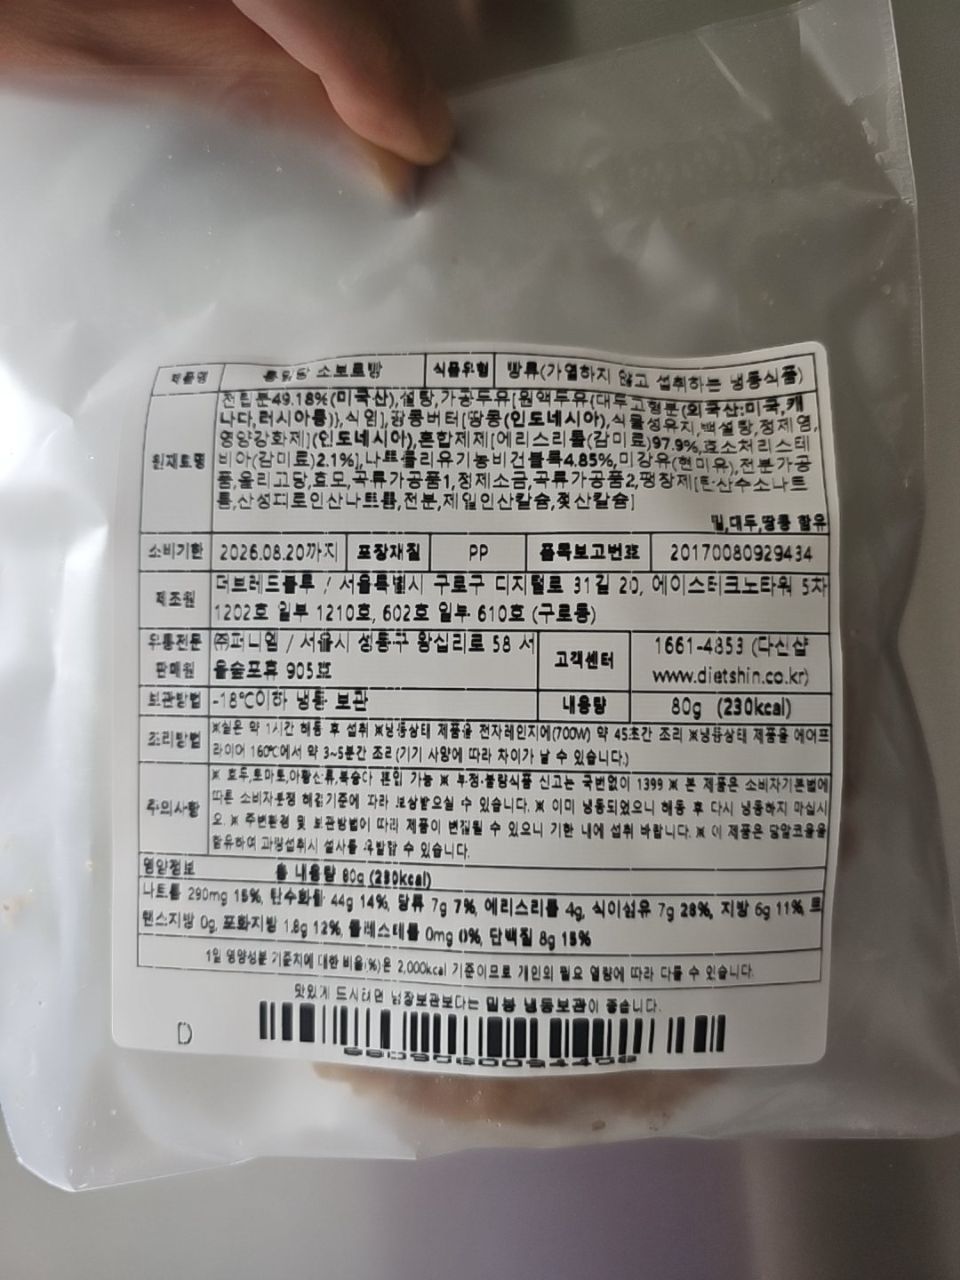 제품명 통밀당 소보로빵 식품유형 빵류(가열하지 않고 섭취하는 냉동식품)
원재료명 전립분49.18%(미국산),설탕,가공두유[원액두유(대두고형분(외국산:미국,캐
나다,러시아등)),식염],땅콩버터[땅콩(인도네시아),식물성유지,백설탕,정제염,
영양강화제](인도네시아),혼합제제[에리스리톨(감미료)97.9%,효소처리스테
비아(감미료)2.1%],나뜨롤리유기농비건블록4.85%,미강유(현미유),전분가공
품,올리고당,효모,곡류가공품1,정제소금,곡류가공품2,팽창제[탄산수소나트
륨,산성피로인산나트륨,전분,제일인산칼슘,젖산칼슘]
밀,대두,땅콩 함유
소비기한 2026.08.20까지 포장재질 PP 품목보고번호 20170080929434
제조원 더브레드블루 / 서울특별시 구로구 디지털로 31길 20, 에이스테크노타워 5차
1202호 일부 1210호, 602호 일부 610호 (구로동)
유통전문판매원 ㈜퍼니엠 / 서울시 성동구 왕십리로 58 서울숲포휴 905호
고객센터 1661-4853 (다신샵
www.dietshin.co.kr)
보관방법 -18℃이하 냉동 보관 내용량 80g (230kcal)
조리방법 ※실온 약 1시간 해동 후 섭취 ※냉동상태 제품을 전자레인지에(700W) 약 45초간 조리 ※냉동상태 제품을 에어프
라이어 160℃에서 약 3~5분간 조리(기기 사양에 따라 차이가 날 수 있습니다.)
주의사항 ※ 호두,토마토,아황산류,복숭아 혼입 가능 ※ 부정·불량식품 신고는 국번없이 1399 ※ 본 제품은 소비자기본법에
따른 소비자분쟁 해결기준에 따라 보상받으실 수 있습니다. ※ 이미 냉동되었으니 해동 후 다시 냉동하지 마십시
오. ※ 주변환경 및 보관방법이 따라 제품이 변질될 수 있으니 기한 내에 섭취 바랍니다. ※ 이 제품은 당알코올을
함유하여 과량섭취시 설사를 유발할 수 있습니다.
영양정보 총 내용량 80g (230kcal)
나트륨 290mg 15%, 탄수화물 44g 14%, 당류 7g 7%, 에리스리톨 4g, 식이섬유 7g 28%, 지방 6g 11%, 트
랜스지방 0g, 포화지방 1.8g 12%, 콜레스테롤 0mg 0%, 단백질 8g 15%
1일 영양성분 기준치에 대한 비율(%)은 2,000kcal 기준이므로 개인의 필요 열량에 따라 다를 수 있습니다.
맛있게 드시려면 냉장보관보다는 밀봉 냉동보관이 좋습니다.
D